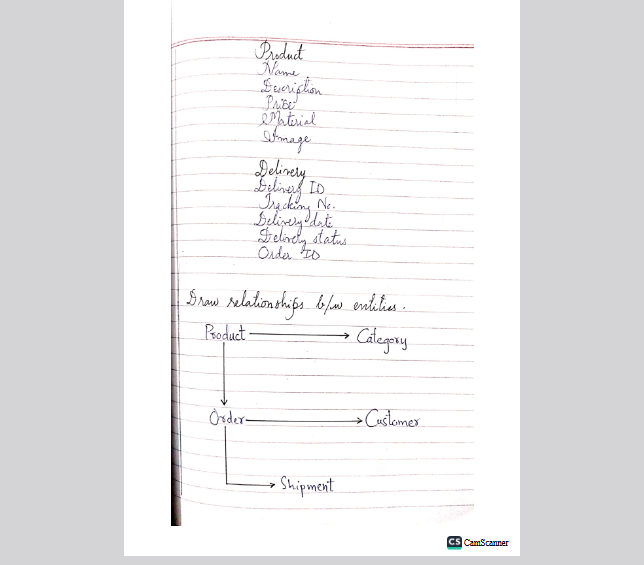 Product
Name
Description
Price
Material
Image
Delivery
Delivery ID
Tracking No.
Delivery date
Delivery status
Order ID
Draw relationships b/w entities.
Product → Category
Order → Customer
Shipment
CS CamScanner